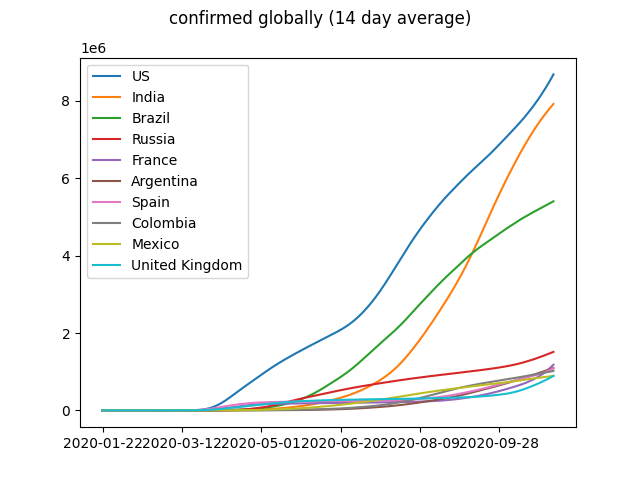 confirmed globally (14 day average)
1e6
US
India
Brazil
Russia
France
Argentina
Spain
Colombia
Mexico
United Kingdom
8
6
4
2
0
2020-01-22 2020-03-12 2020-05-01 2020-06-20 2020-08-09 2020-09-28